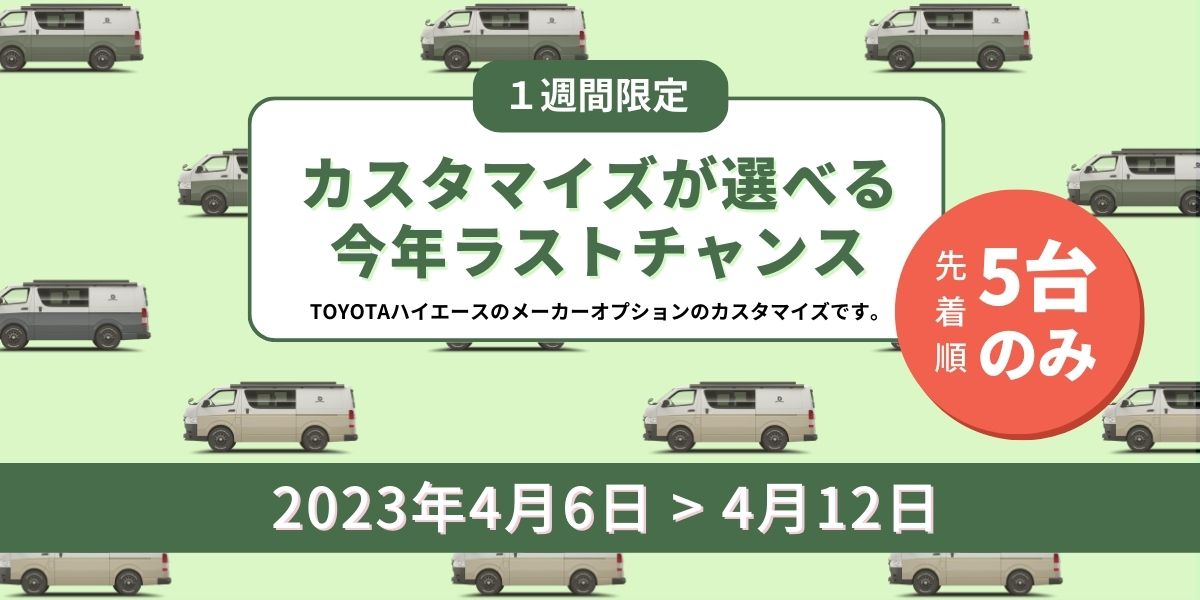 １週間限定
カスタマイズが選べる
今年ラストチャンス
TOYOTAハイエースのメーカーオプションのカスタマイズです。
先着順
5台
のみ
2023年4月6日 > 4月12日